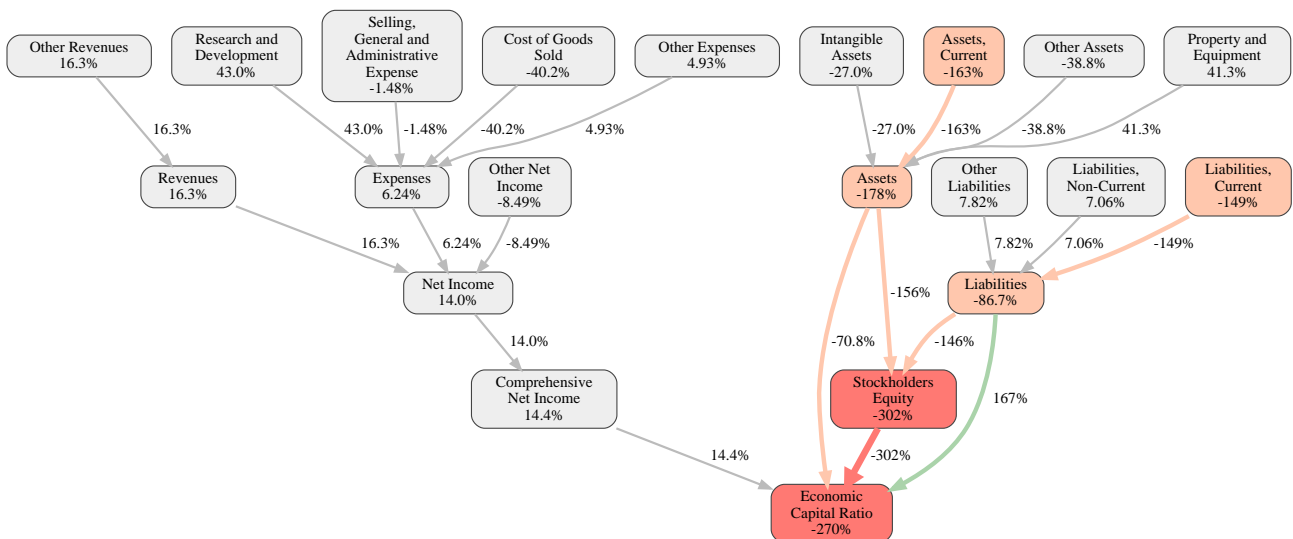 Other Revenues
16.3%
Research and
Development
43.0%
Selling,
General and
Administrative
Expense
-1.48%
Cost of Goods
Sold
-40.2%
Other Expenses
4.93%
Intangible
Assets
-27.0%
Assets,
Current
-163%
Other Assets
-38.8%
Property and
Equipment
41.3%
16.3%
43.0%
-1.48%
-40.2%
4.93%
-27.0%
-163%
-38.8%
41.3%
Revenues
16.3%
Expenses
6.24%
Other Net
Income
-8.49%
Assets
-178%
Other
Liabilities
7.82%
Liabilities,
Non-Current
7.06%
Liabilities,
Current
-149%
16.3%
6.24%
-8.49%
7.82%
7.06%
-149%
Net Income
14.0%
Liabilities
-86.7%
-156%
14.0%
-70.8%
-146%
Comprehensive
Net Income
14.4%
Stockholders
Equity
-302%
167%
14.4%
-302%
Economic
Capital Ratio
-270%